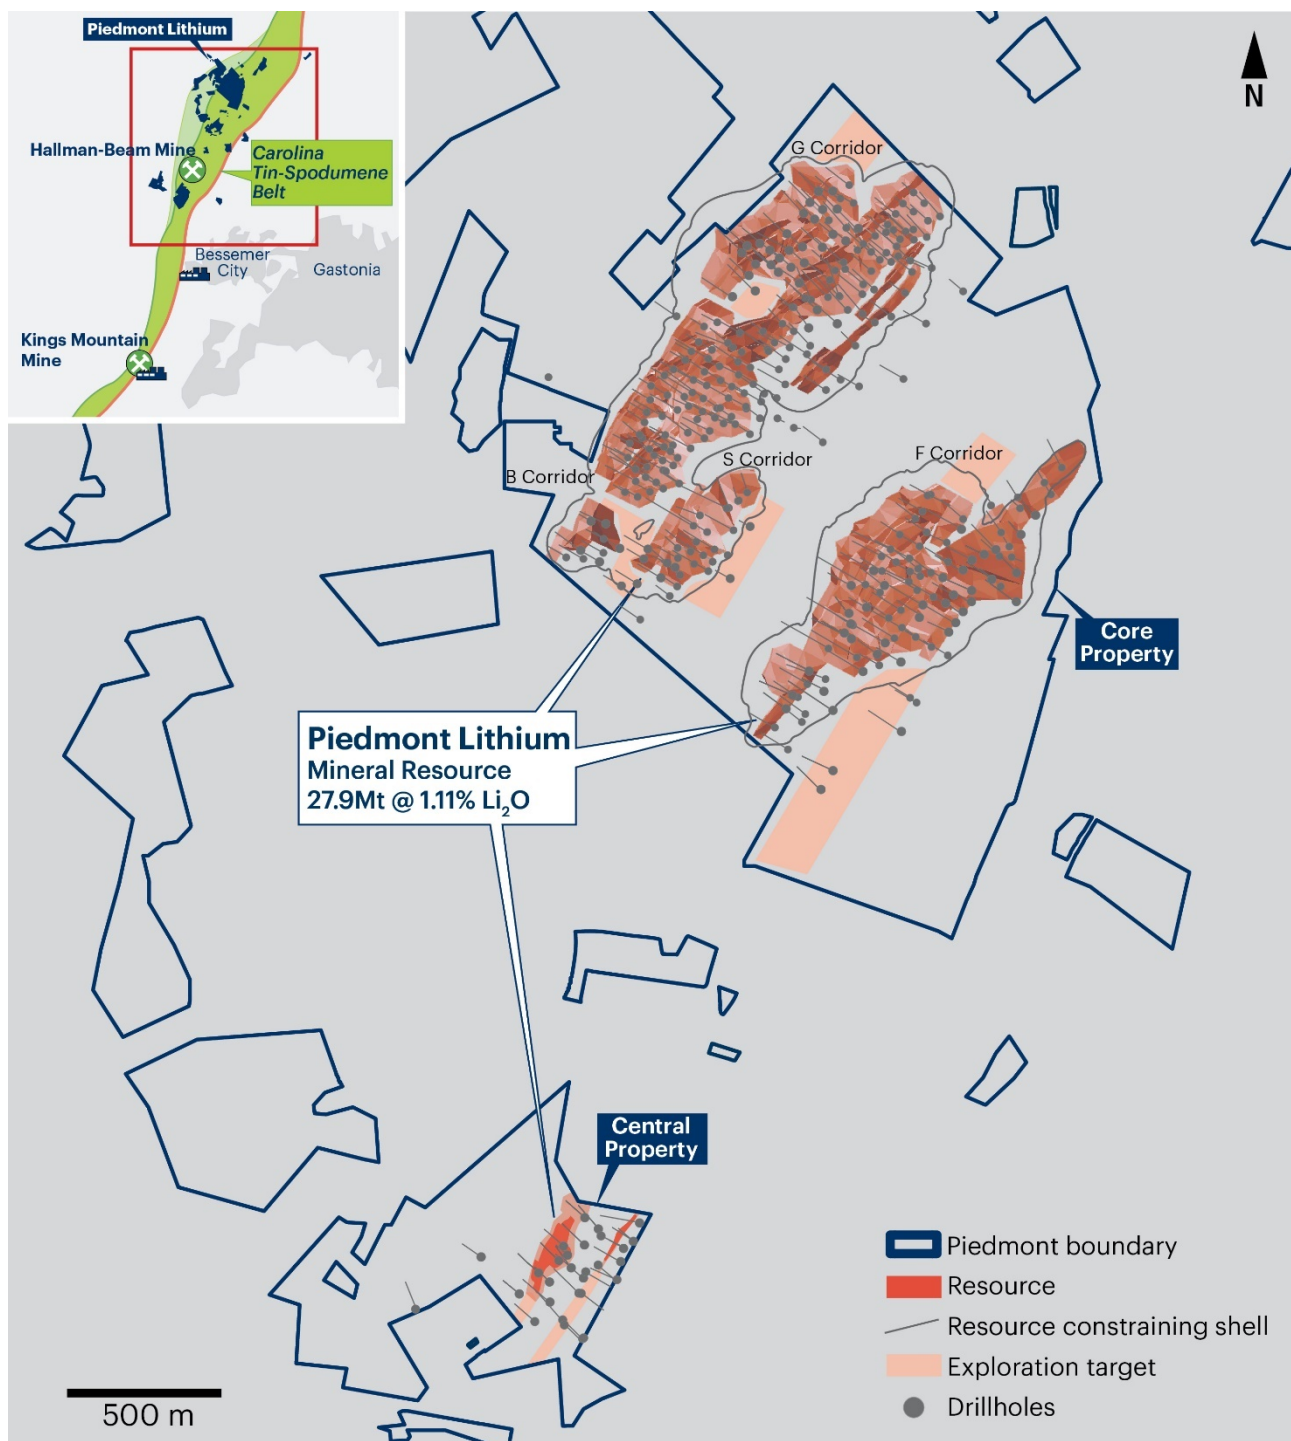 Piedmont Lithium
Hallman-Beam Mine
Carolina
Tin-Spodumene
Belt
Bessemer
City
Gastonia
Kings Mountain
Mine
N
G Corridor
B Corridor
S Corridor
F Corridor
Core
Property
Piedmont Lithium
Mineral Resource
27.9Mt @ 1.11% Li₂O
Central
Property
Piedmont boundary
Resource
Resource constraining shell
Exploration target
Drillholes
500 m